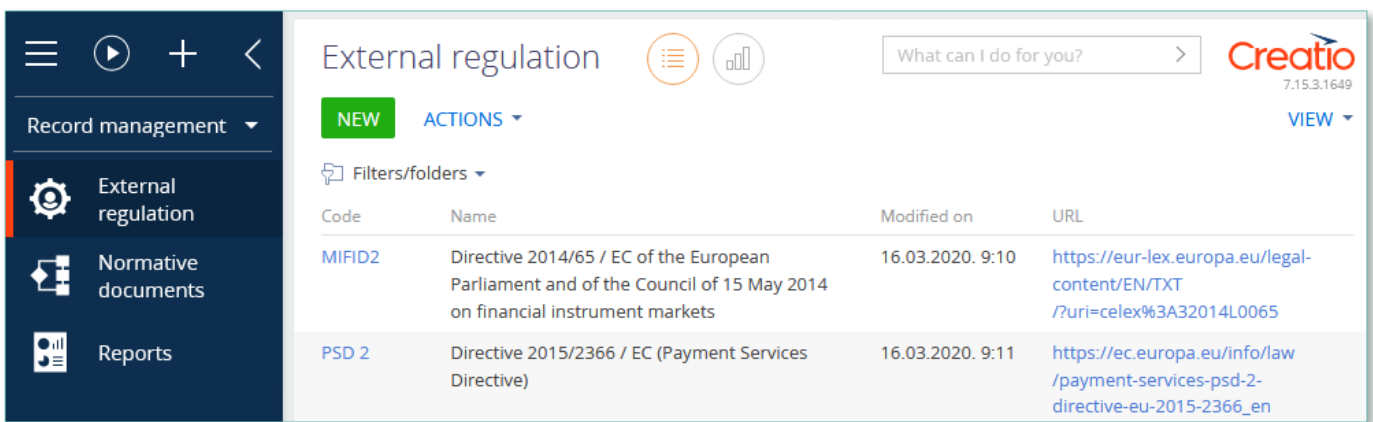 External regulation
What can I do for you?
Creatio
7.15.3.1649
Record management
NEW
ACTIONS
VIEW
External
regulation
Normative
documents
Reports
Filters/folders
Code
Name
Modified on
URL
MIFID2
Directive 2014/65 / EC of the European
Parliament and of the Council of 15 May 2014
on financial instrument markets
16.03.2020. 9:10
https://eur-lex.europa.eu/legal-
content/EN/TXT
/?uri=celex%3A32014L0065
PSD 2
Directive 2015/2366 / EC (Payment Services
Directive)
16.03.2020. 9:11
https://ec.europa.eu/info/law
/payment-services-psd-2-
directive-eu-2015-2366_en